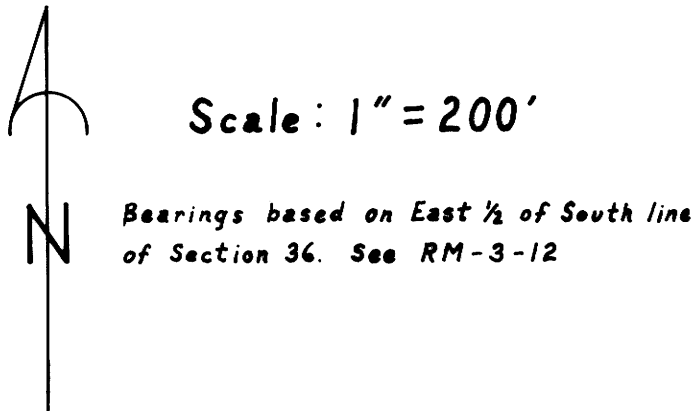 Scale: 1" = 200'
N
Bearings based on East ½ of South line
of Section 36. See RM-3-12